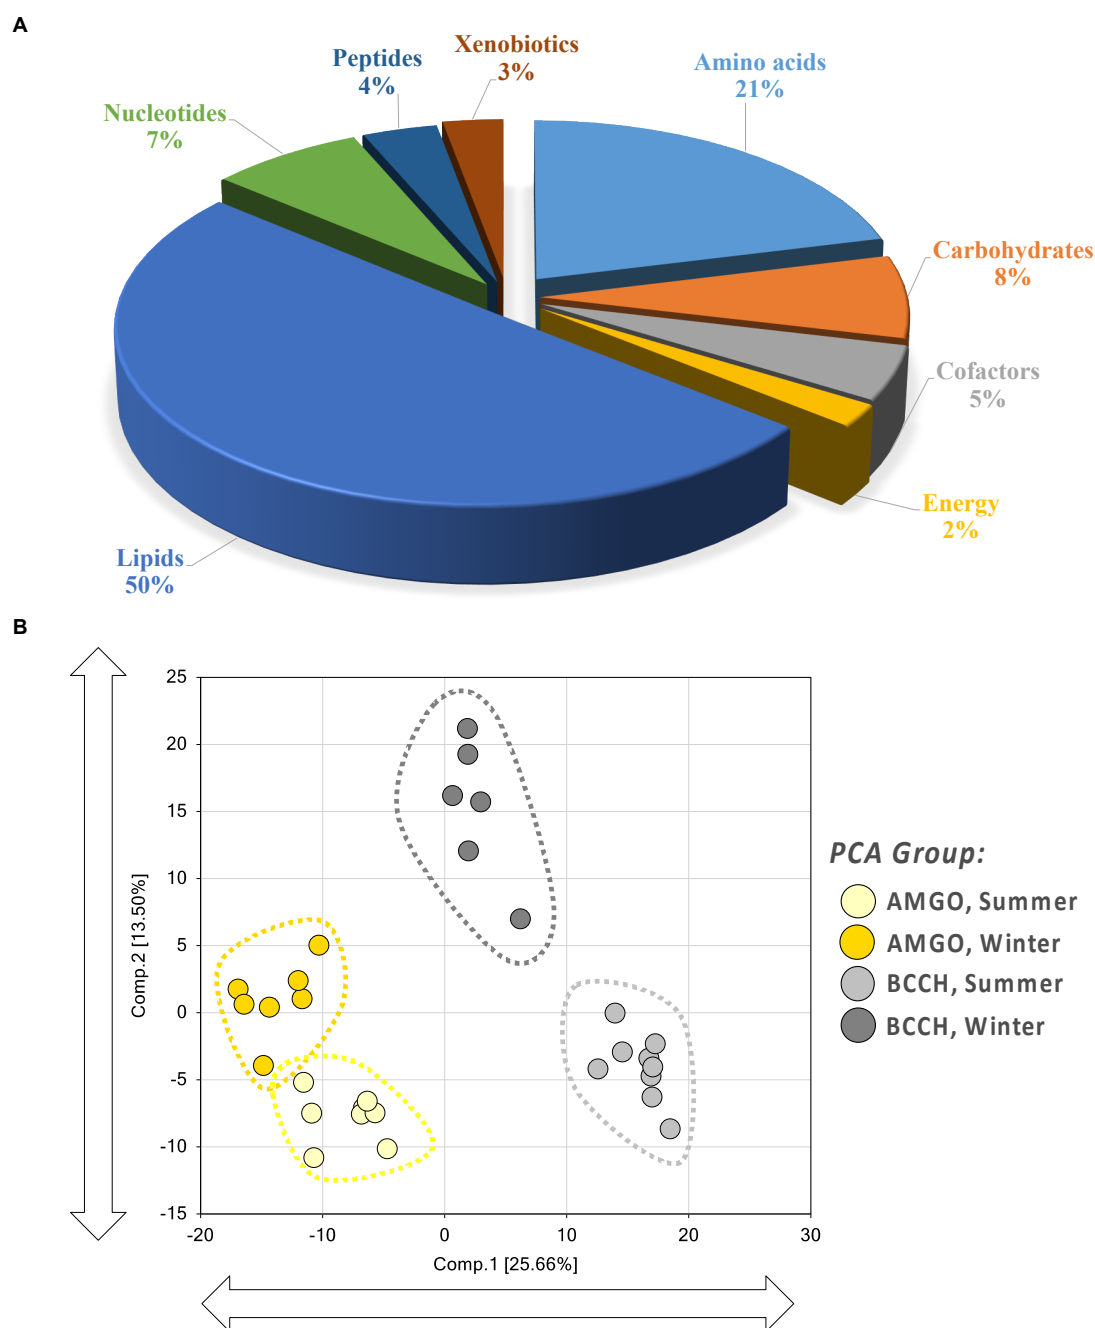 A
Xenobiotics
3%
Peptides
4%
Amino acids
21%
Nucleotides
7%
Carbohydrates
8%
Cofactors
5%
Energy
2%
Lipids
50%
B
25
20
15
10
5
0
-5
-10
-15
Comp.2 [13.50%]
-20
-10
0
10
20
30
Comp.1 [25.66%]
PCA Group:
AMGO, Summer
AMGO, Winter
BCCH, Summer
BCCH, Winter